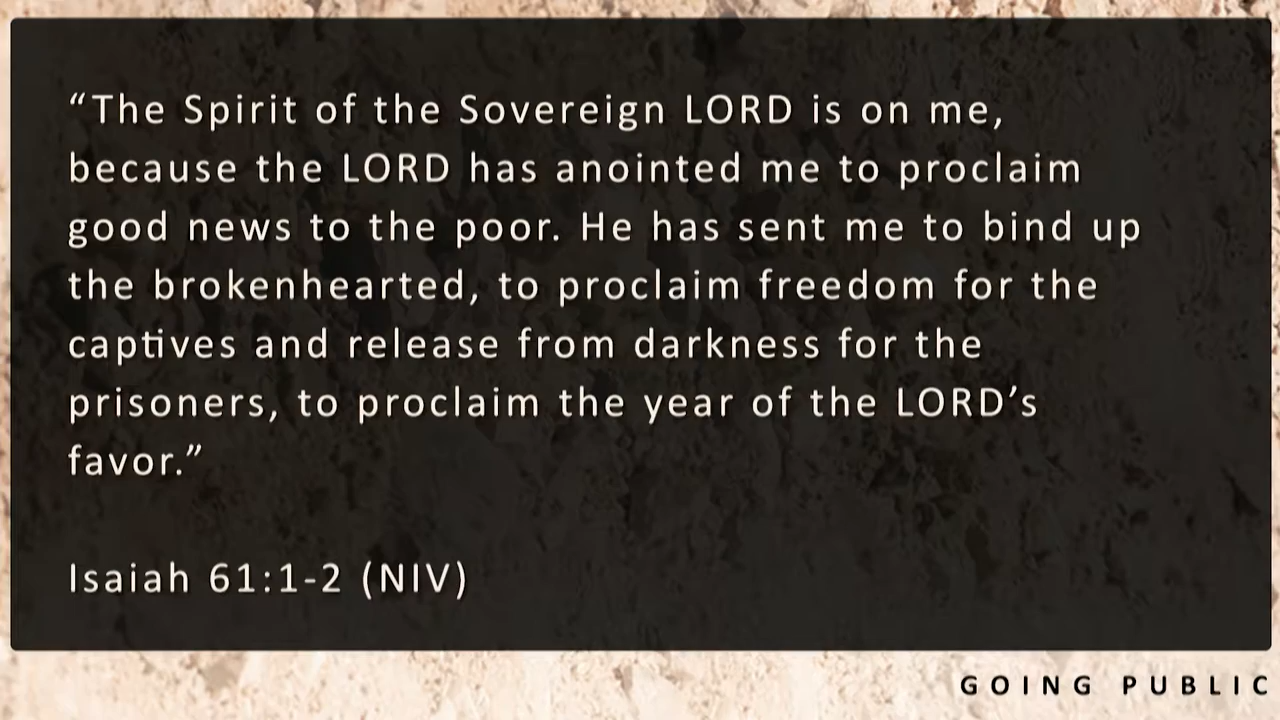 “The Spirit of the Sovereign LORD is on me,
because the LORD has anointed me to proclaim
good news to the poor. He has sent me to bind up
the brokenhearted, to proclaim freedom for the
captives and release from darkness for the
prisoners, to proclaim the year of the LORD’s
favor.”
Isaiah 61:1-2 (NIV)
GOING PUBLIC